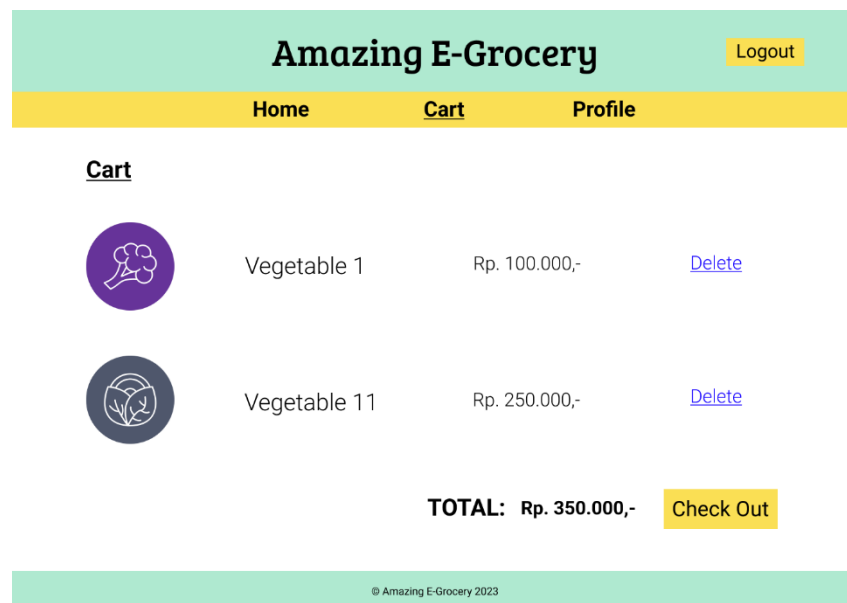 Amazing E-Grocery
Logout
Home Cart Profile
Cart
Vegetable 1 Rp. 100.000,- Delete
Vegetable 11 Rp. 250.000,- Delete
TOTAL: Rp. 350.000,- Check Out
© Amazing E-Grocery 2023